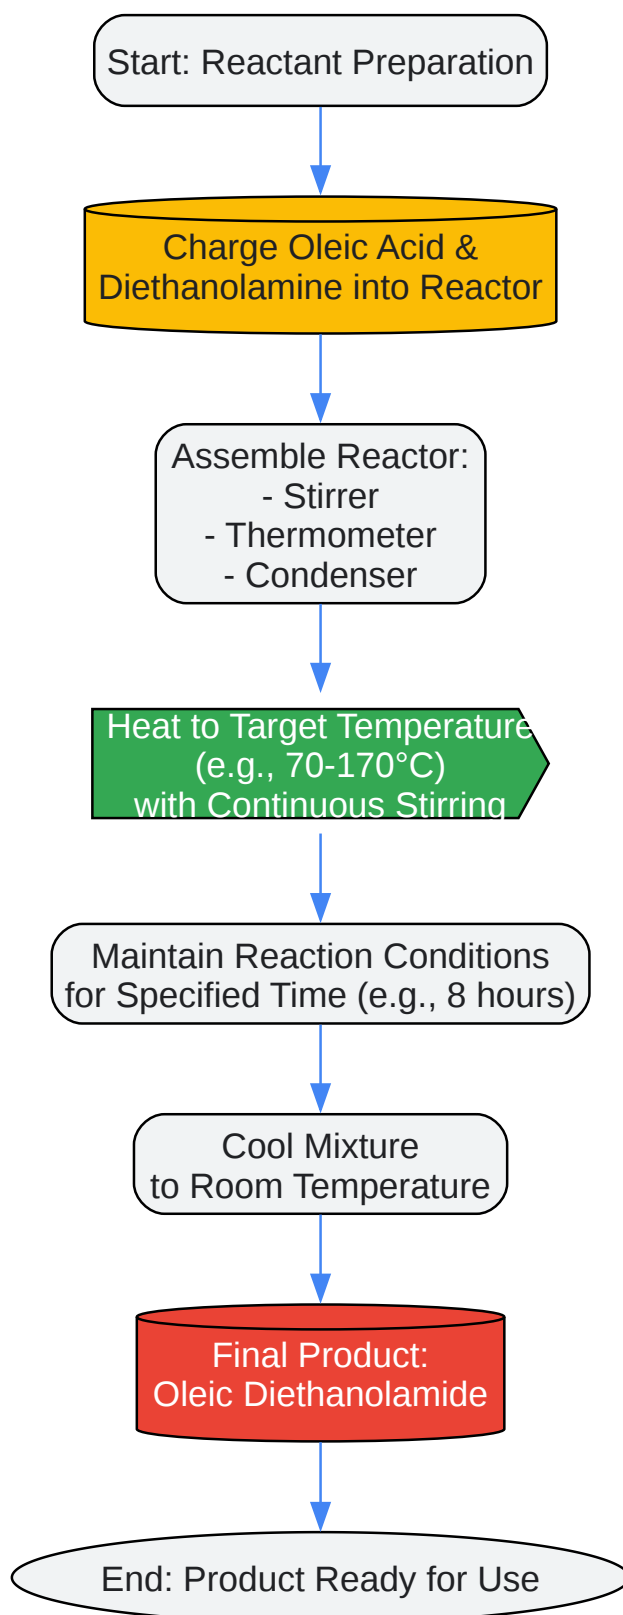 Start: Reactant Preparation
Charge Oleic Acid &
Diethanolamine into Reactor
Assemble Reactor:
- Stirrer
- Thermometer
- Condenser
Heat to Target Temperature
(e.g., 70-170°C)
with Continuous Stirring
Maintain Reaction Conditions
for Specified Time (e.g., 8 hours)
Cool Mixture
to Room Temperature
Final Product:
Oleic Diethanolamide
End: Product Ready for Use